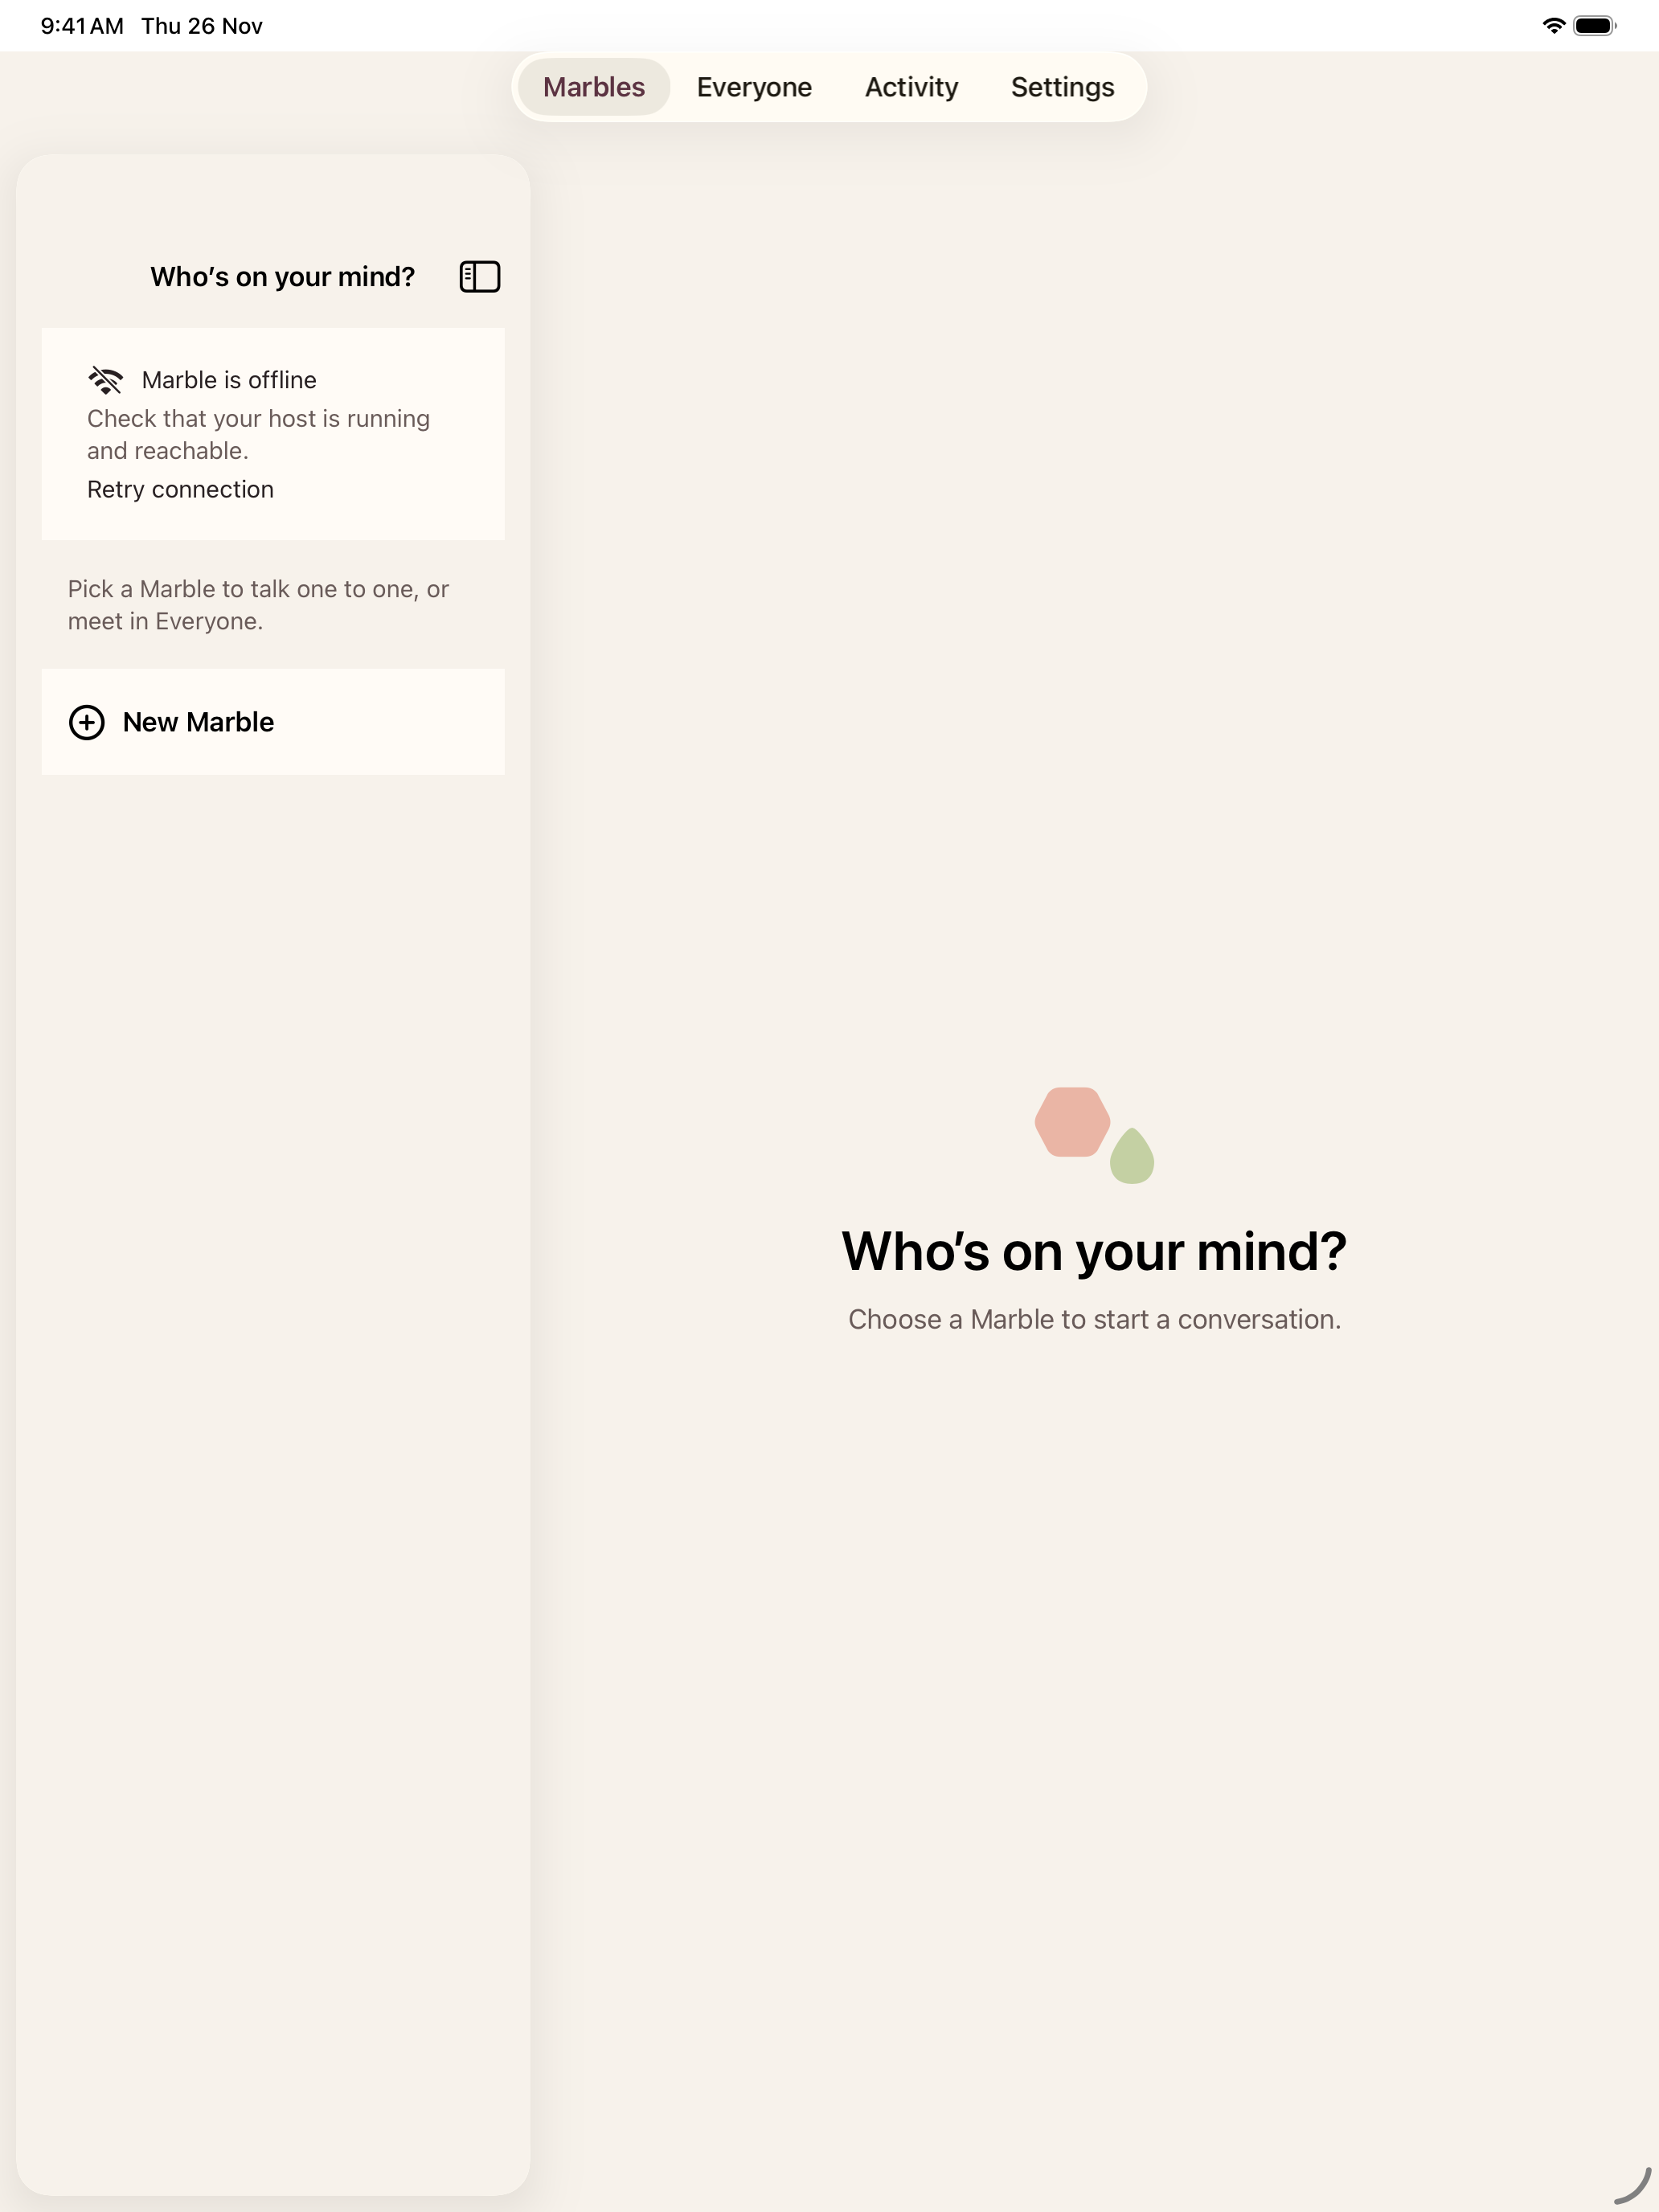 9:41 AM Thu 26 Nov
Marbles Everyone Activity Settings
Who’s on your mind?
Marble is offline
Check that your host is running
and reachable.
Retry connection
Pick a Marble to talk one to one, or
meet in Everyone.
New Marble
Who’s on your mind?
Choose a Marble to start a conversation.